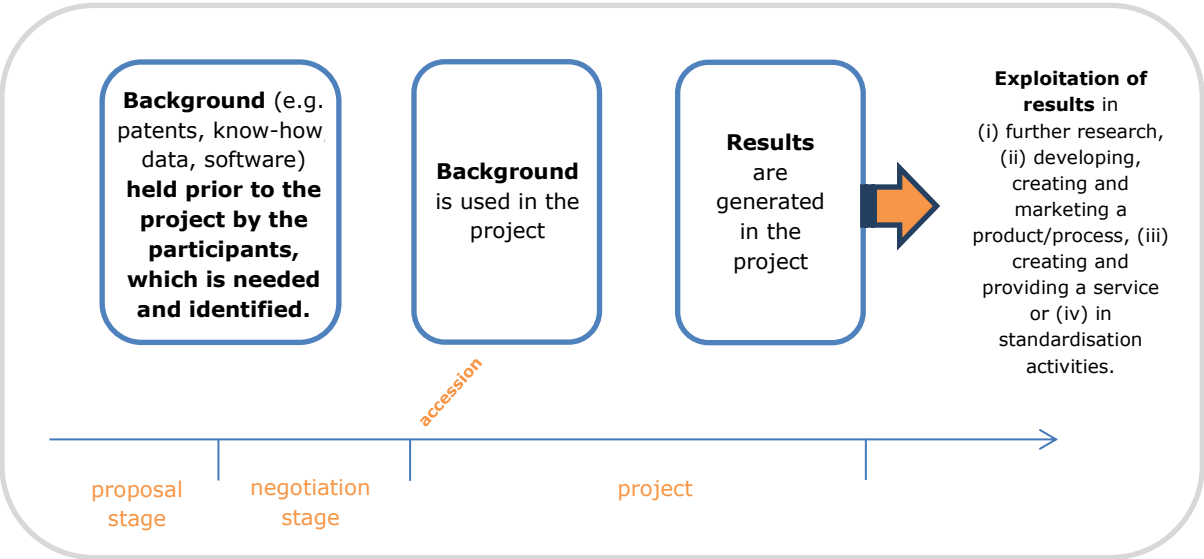 Background (e.g.
patents, know-how,
data, software)
held prior to the
project by the
participants,
which is needed
and identified.
Background
is used in the
project
Results
are
generated
in the
project
Exploitation of
results in
(i) further research,
(ii) developing,
creating and
marketing a
product/process, (iii)
creating and
providing a service
or (iv) in
standardisation
activities.
accession
proposal
stage
negotiation
stage
project